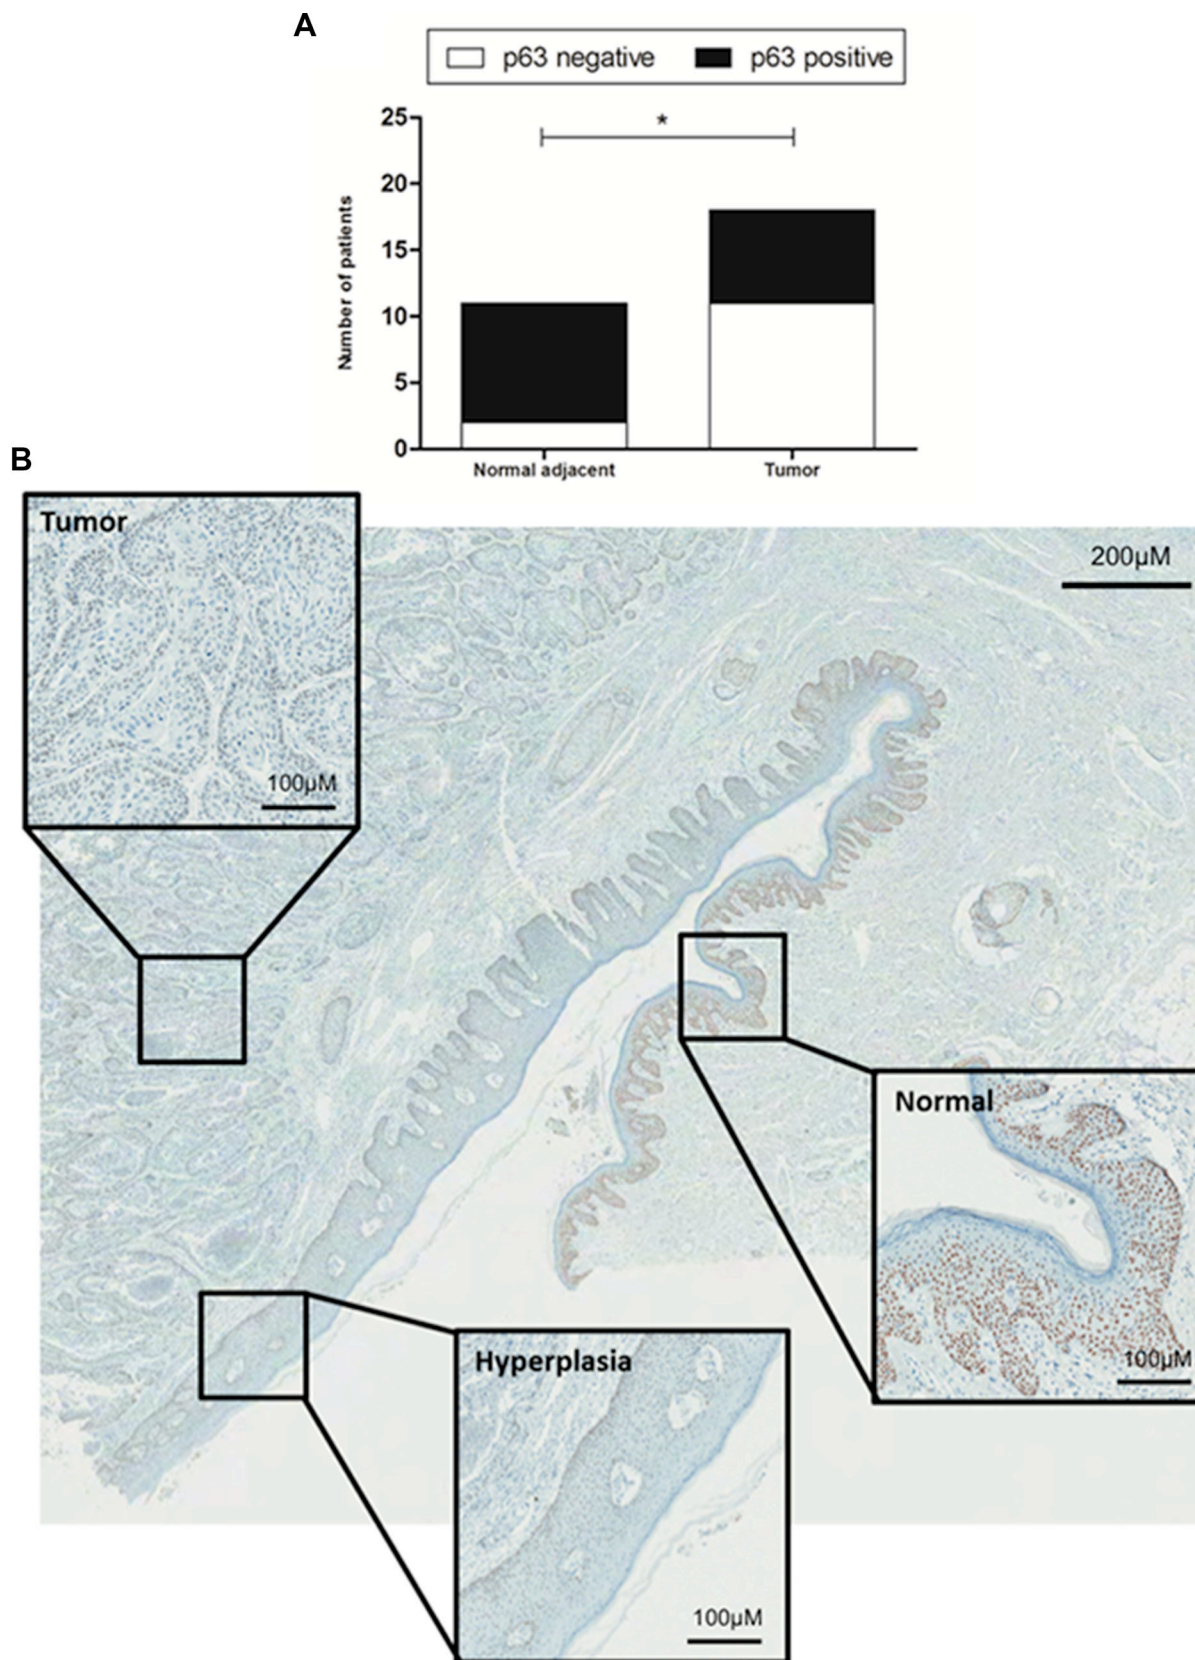 A
p63 negative p63 positive
25
*
20
15
10
5
0
Number of patients
Normal adjacent Tumor
B
Tumor
200µM
100µM
Normal
100µM
Hyperplasia
100µM